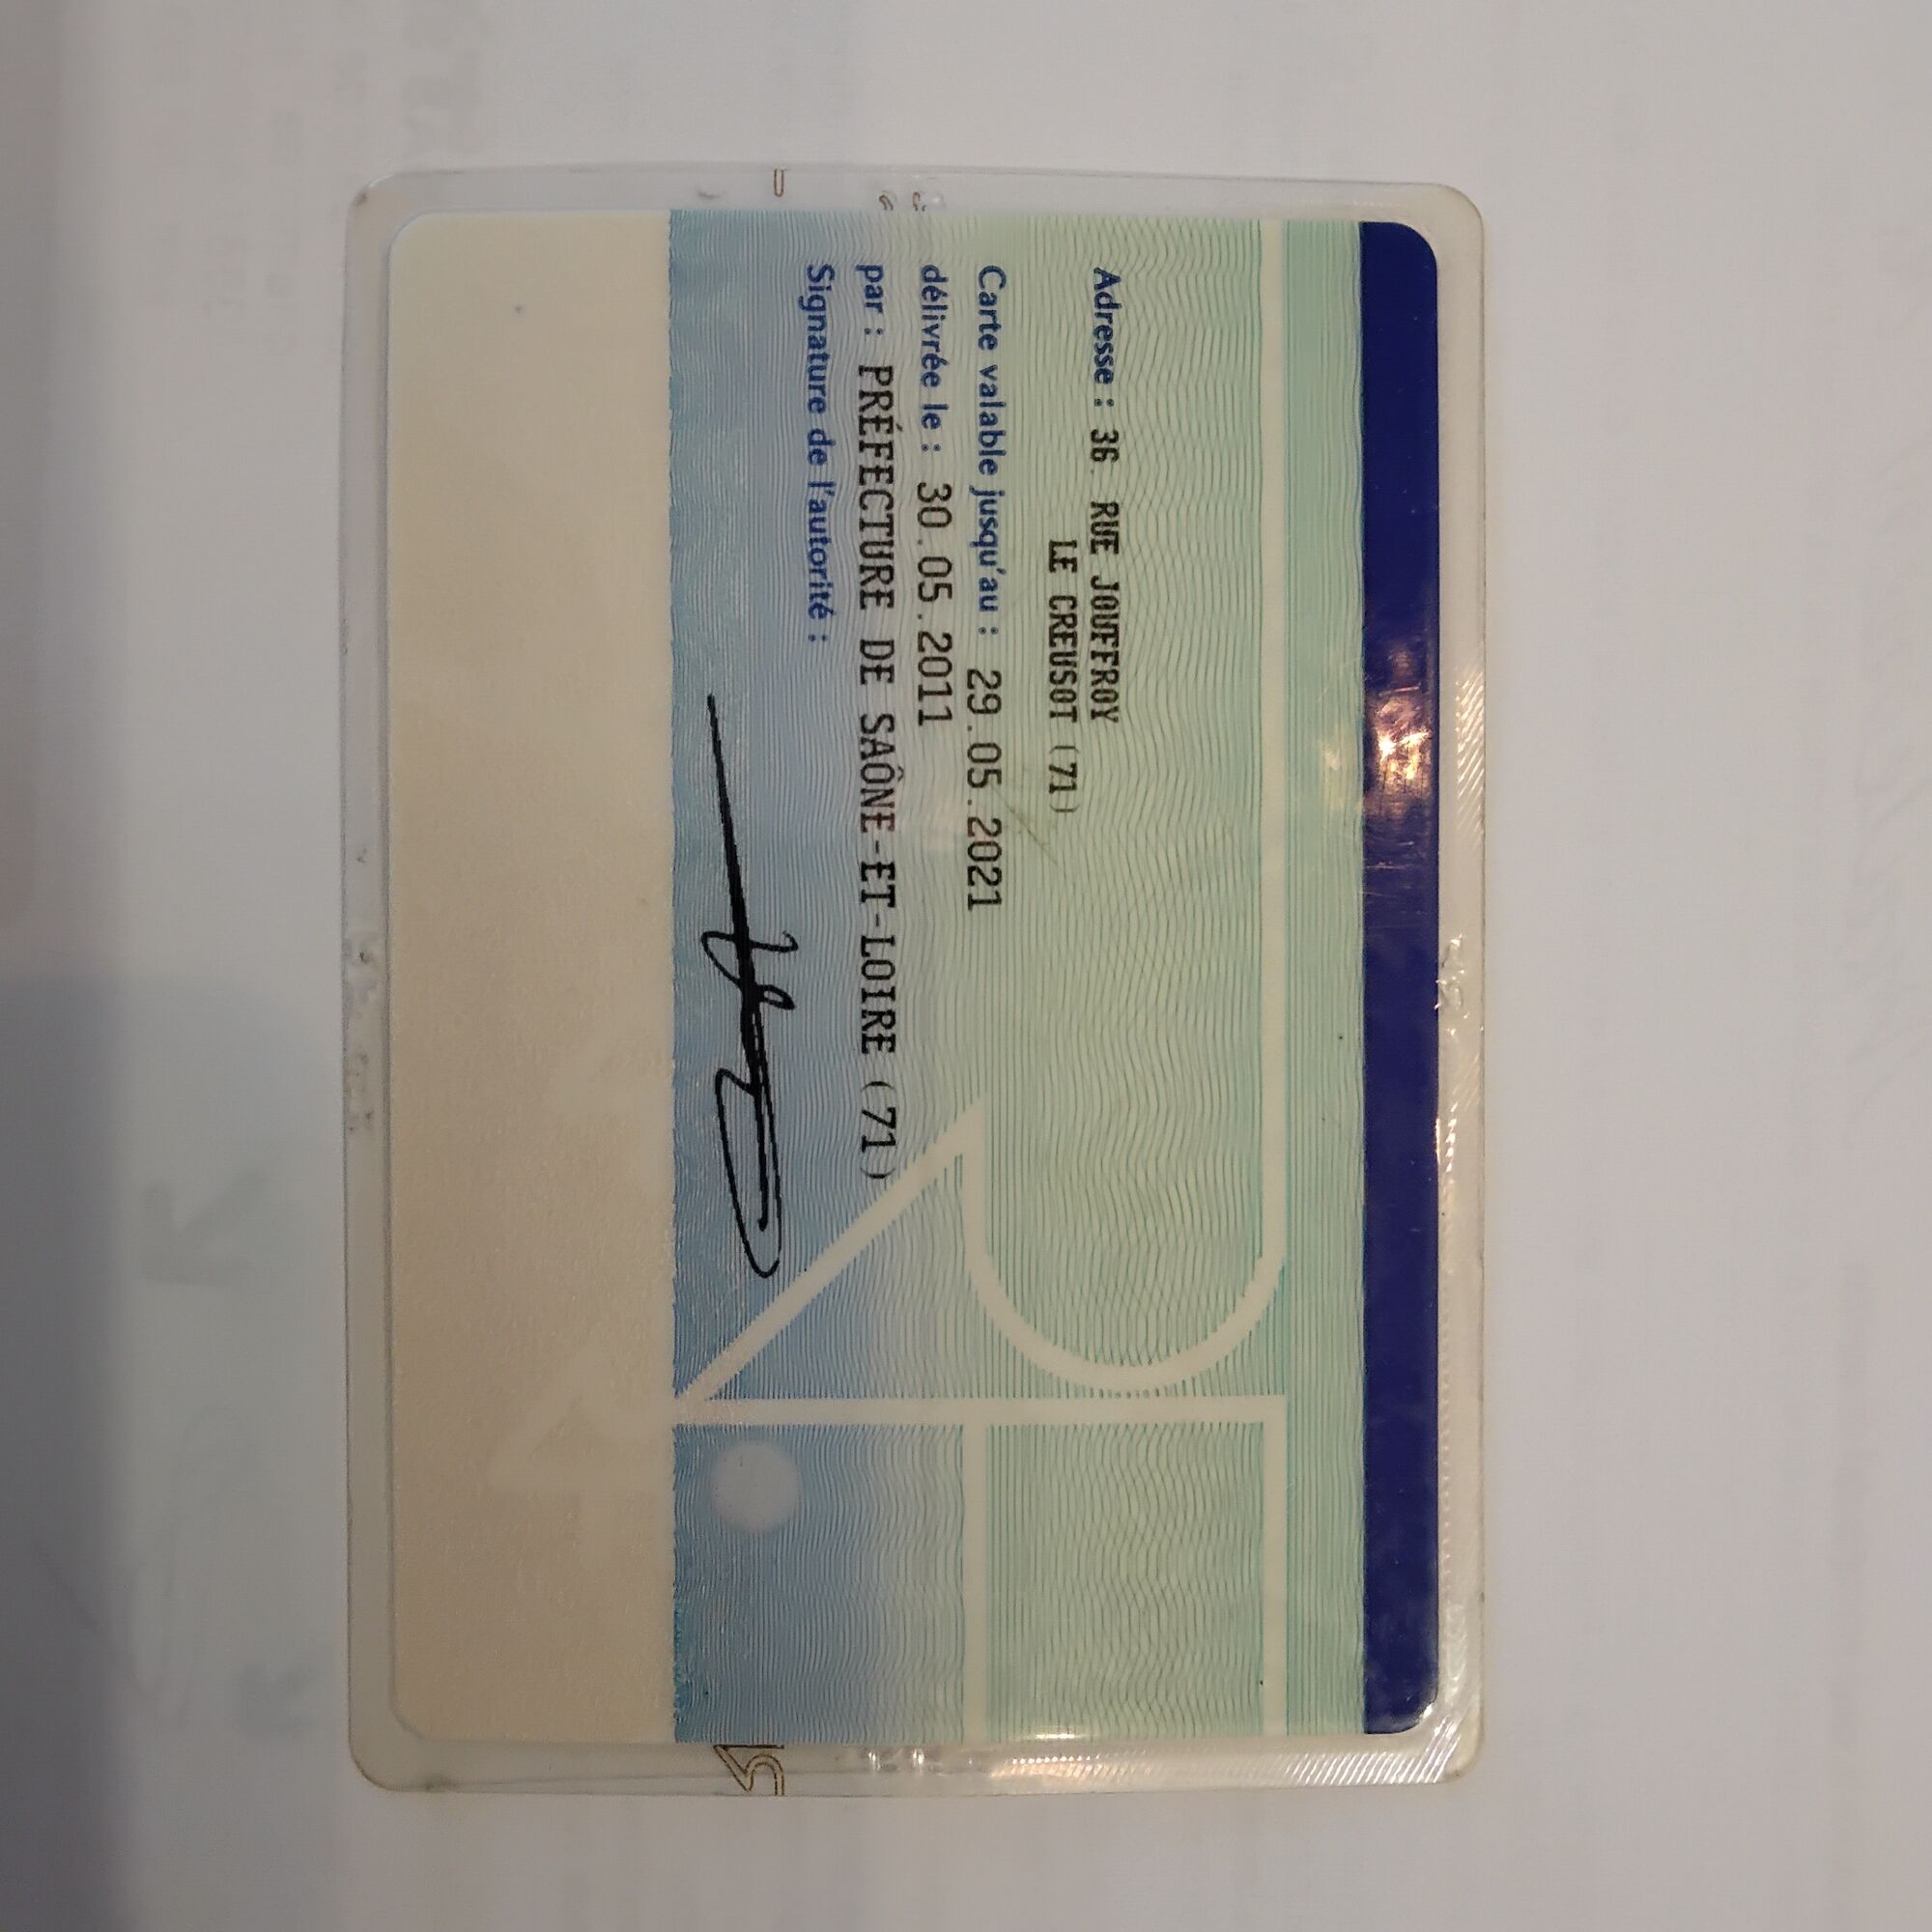 Adresse : 36. RUE JOUFFROY
LE CREUSOT (71)
Carte valable jusqu'au : 29.05.2021
délivrée le : 30.05.2011
par : PRÉFECTURE DE SAÔNE-ET-LOIRE (71)
Signature de l'autorité :